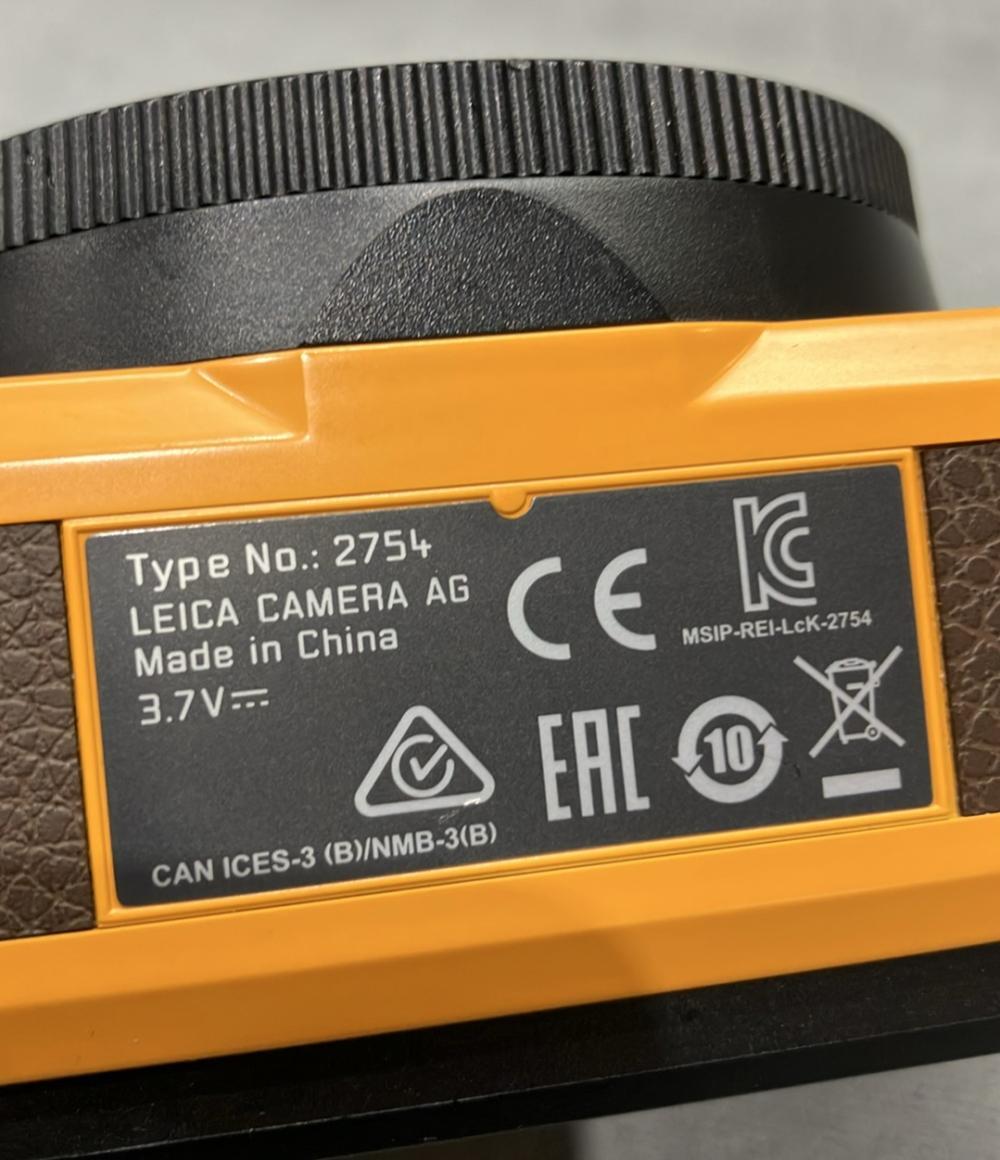 Type No.: 2754
LEICA CAMERA AG
Made in China
3.7V⎓
CE
KC
MSIP-REI-LcK-2754
EAC
10
CAN ICES-3 (B)/NMB-3(B)